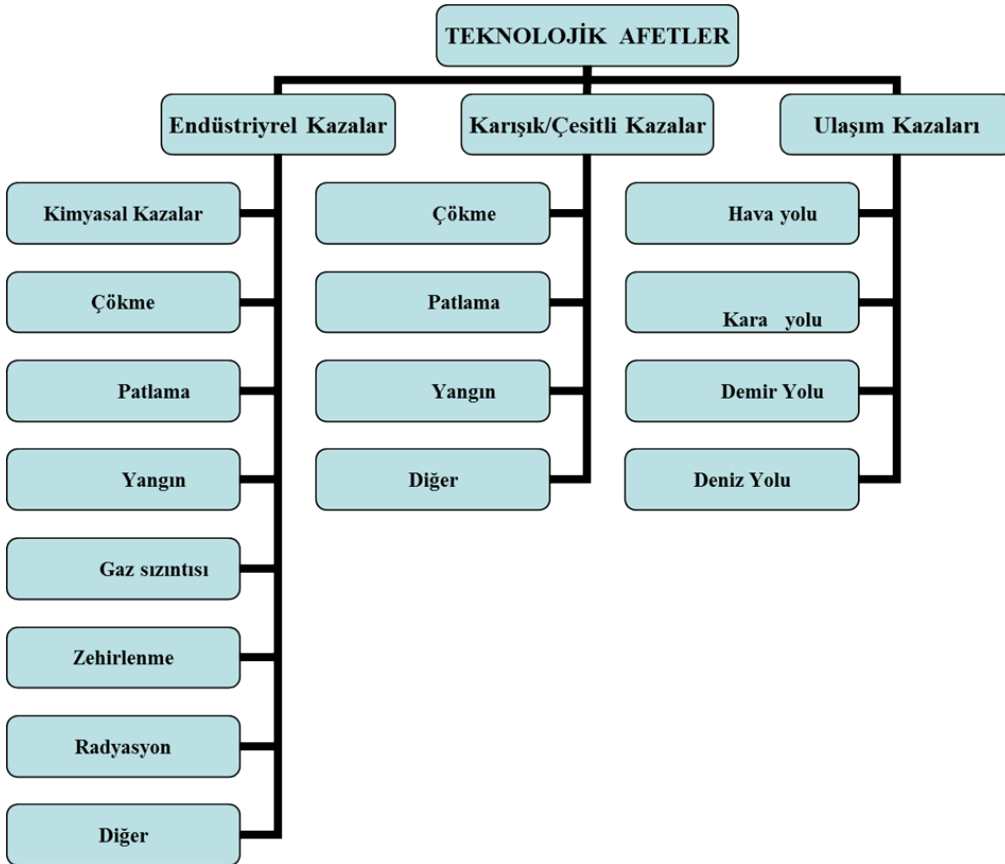 TEKNOLOJİK AFETLER
Endüstriyrel Kazalar
Kimyasal Kazalar
Çökme
Patlama
Yangın
Gaz sızıntısı
Zehirlenme
Radyasyon
Diğer
Karışık/Çesitli Kazalar
Çökme
Patlama
Yangın
Diğer
Ulaşım Kazaları
Hava yolu
Kara yolu
Demir Yolu
Deniz Yolu